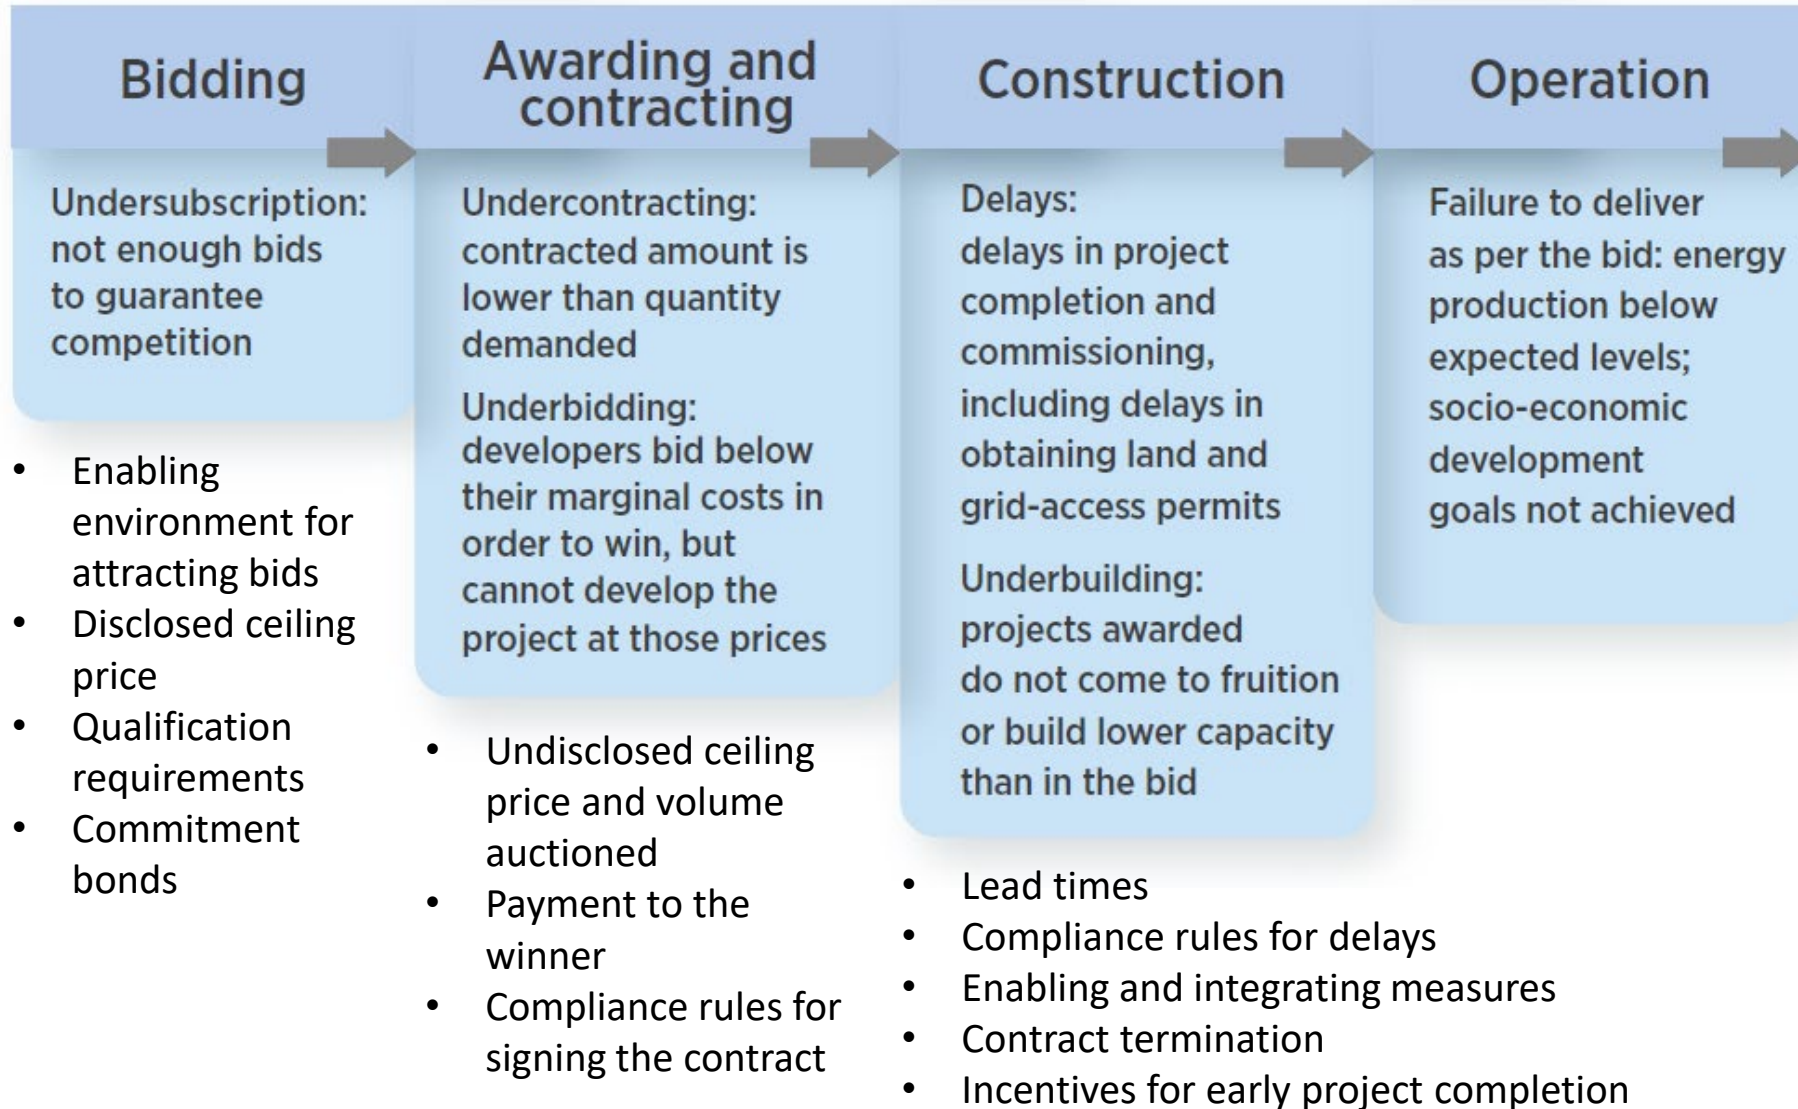 Bidding
Undersubscription:
not enough bids
to guarantee
competition
• Enabling
environment for
attracting bids
• Disclosed ceiling
price
• Qualification
requirements
• Commitment
bonds
Awarding and
contracting
Undercontracting:
contracted amount is
lower than quantity
demanded
Underbidding:
developers bid below
their marginal costs in
order to win, but
cannot develop the
project at those prices
• Undisclosed ceiling
price and volume
auctioned
• Payment to the
winner
• Compliance rules for
signing the contract
Construction
Delays:
delays in project
completion and
commissioning,
including delays in
obtaining land and
grid-access permits
Underbuilding:
projects awarded
do not come to fruition
or build lower capacity
than in the bid
• Lead times
• Compliance rules for delays
• Enabling and integrating measures
• Contract termination
• Incentives for early project completion
Operation
Failure to deliver
as per the bid: energy
production below
expected levels;
socio-economic
development
goals not achieved